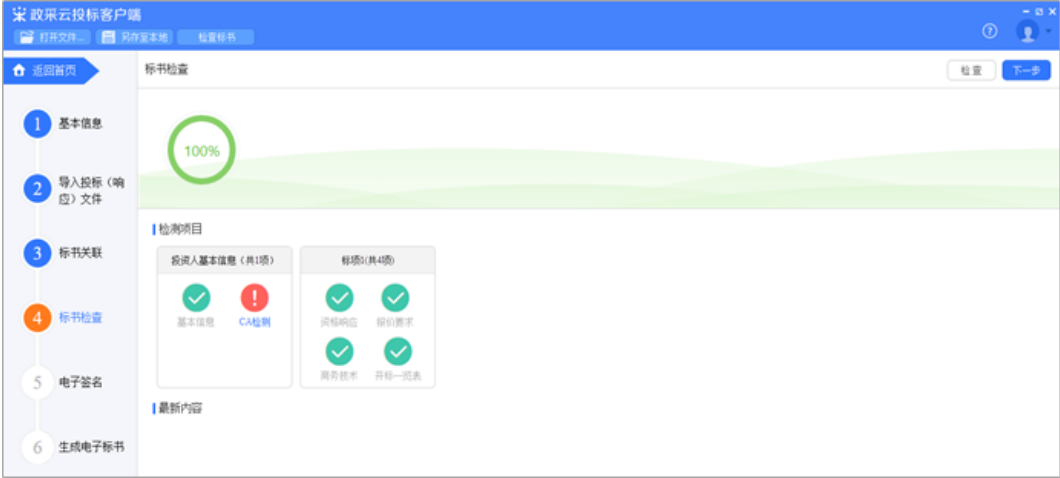 政采云投标客户端
打开文件... 另存至本地 检查标书
返回首页
标书检查
检查 下一步
1 基本信息
100%
2 导入投标（响
应）文件
检测项目
3 标书关联
投资人基本信息（共1项）
标项1(共4项)
基本信息 CA检测
资格响应 报价要求
4 标书检查
商务技术 开标一览表
5 电子签名
最新内容
6 生成电子标书